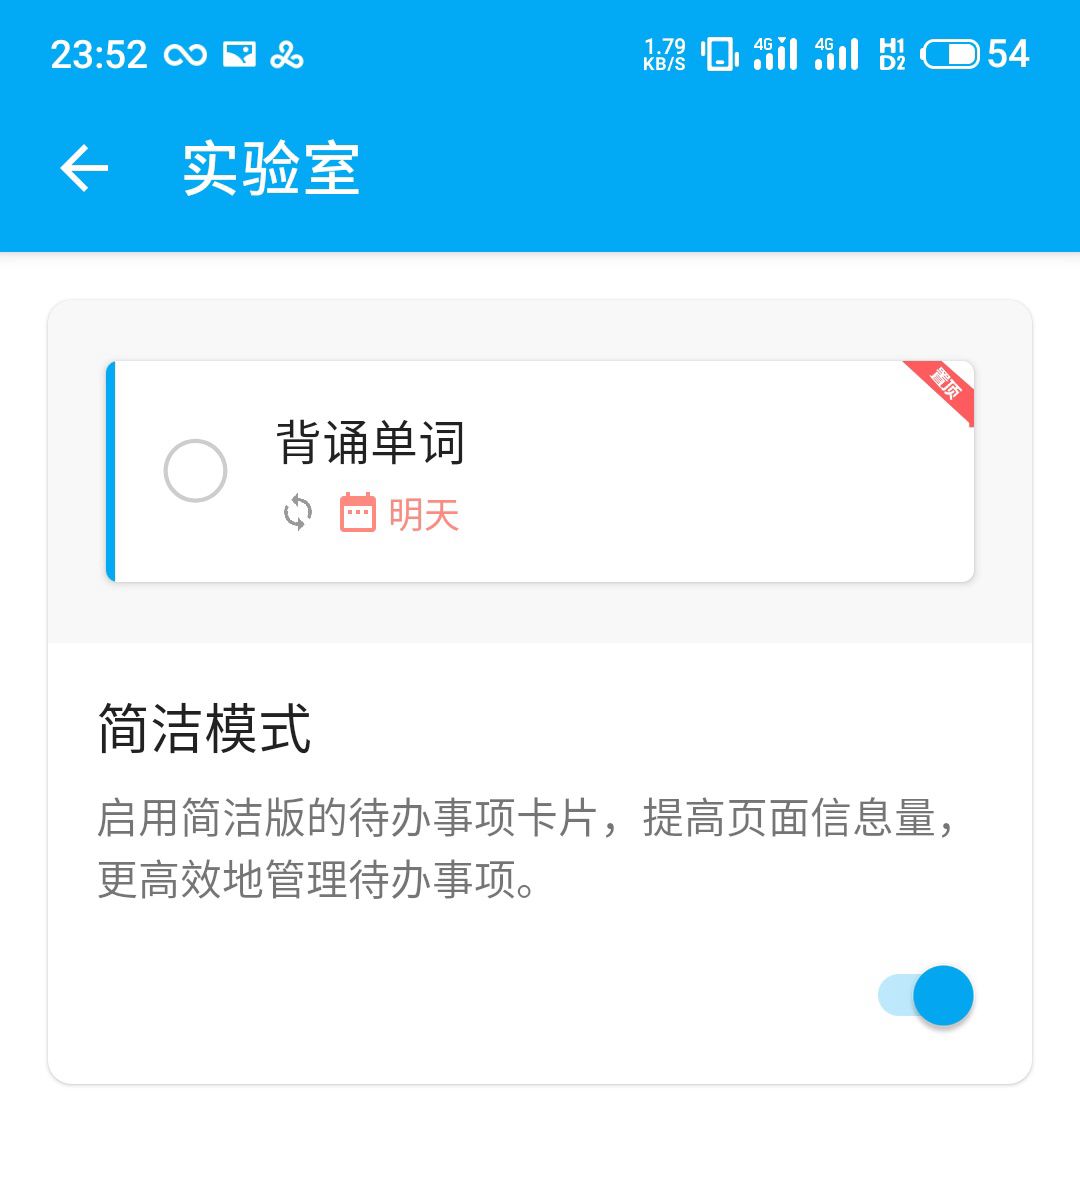 23:52 1.79 KB/S 4G 4G H1 D2 54
实验室
置顶
背诵单词
明天
简洁模式
启用简洁版的待办事项卡片，提高页面信息量，
更高效地管理待办事项。